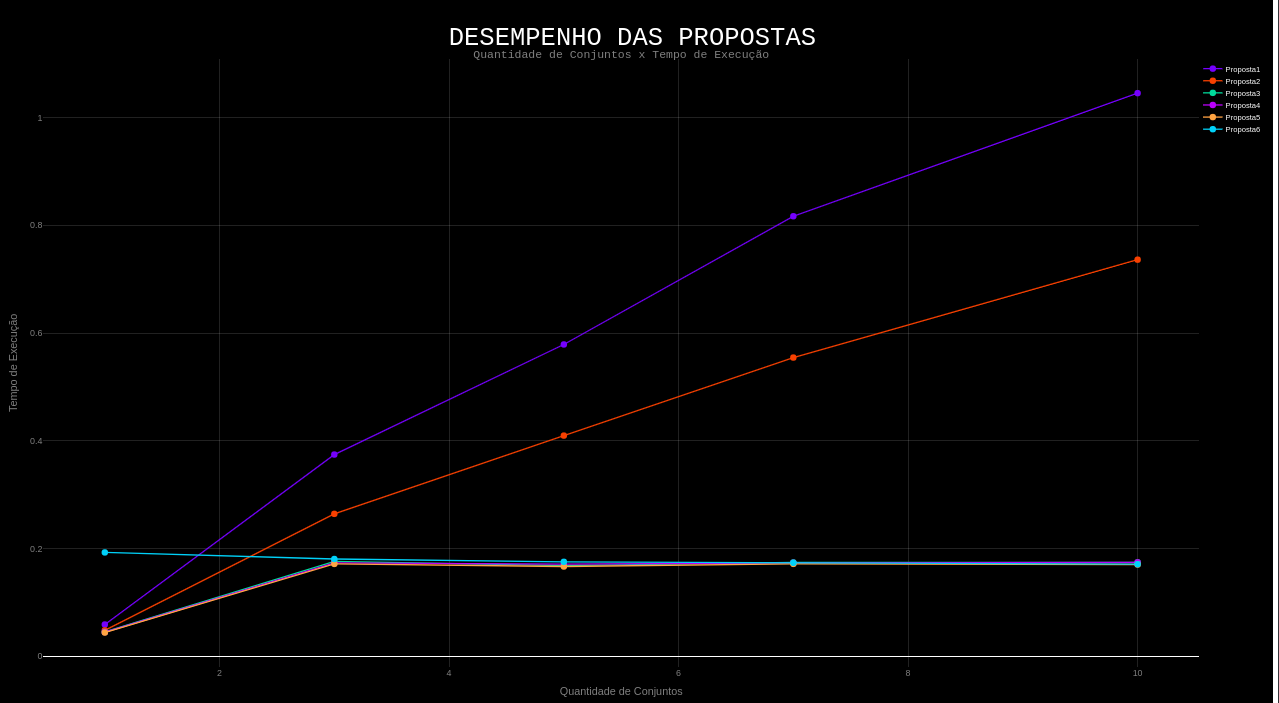 DESEMPENHO DAS PROPOSTAS
Quantidade de Conjuntos x Tempo de Execução
Proposta1
Proposta2
Proposta3
Proposta4
Proposta5
Proposta6
Tempo de Execução
1
0.8
0.6
0.4
0.2
0
2
4
6
8
10
Quantidade de Conjuntos